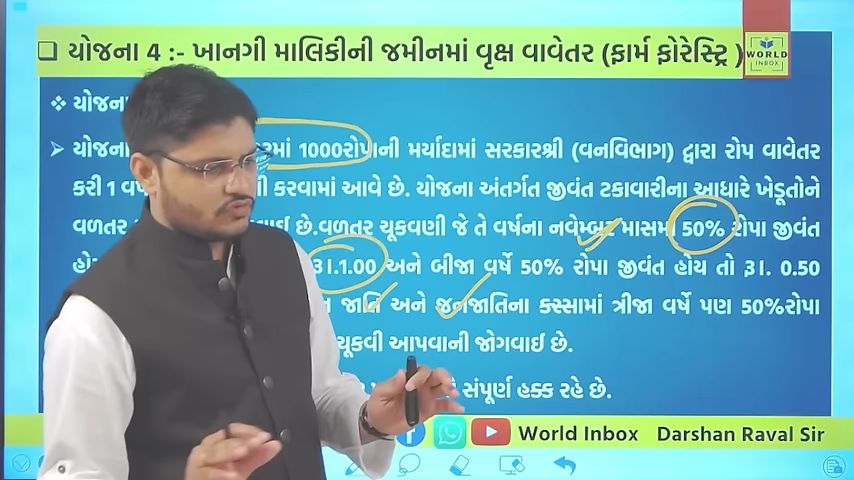 ❑ યોજના 4 :- ખાનગી માલિકીની જમીનમાં વૃક્ષ વાવેતર (ફાર્મ ફોરેસ્ટ્રિ )
WORLD
INBOX
❖ યોજના
➤ યોજના 1000રોપાની મર્યાદામાં સરકારશ્રી (વનવિભાગ) દ્વારા રોપ વાવેતર
કરી 1 વર્ષ કરવામાં આવે છે. યોજના અંતર્ગત જીવંત ટકાવારીના આધારે ખેડૂતોને
વળતર છે.વળતર ચૂકવણી જે તે વર્ષના નવેમ્બર માસમાં 50% રોપા જીવંત
રૂા.1.00 અને બીજા વર્ષે 50% રોપા જીવંત હોય તો રૂા. 0.50
જાતિ અને જનજાતિના ક્સ્સામાં ત્રીજા વર્ષે પણ 50%રોપા
ચૂકવી આપવાની જોગવાઈ છે.
સંપૂર્ણ હક્ક રહે છે.
World Inbox Darshan Raval Sir